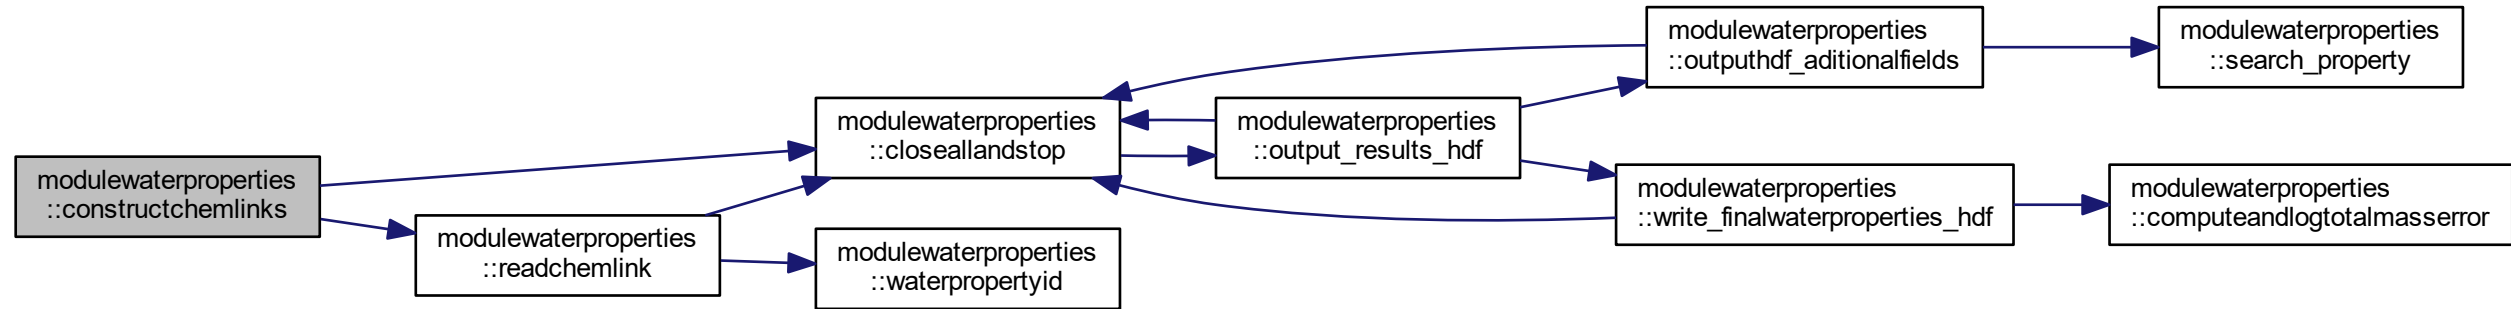 modulewaterproperties
::constructchemlinks
modulewaterproperties
::readchemlink
modulewaterproperties
::closeallandstop
modulewaterproperties
::waterpropertyid
modulewaterproperties
::output_results_hdf
modulewaterproperties
::outputhdf_aditionalfields
modulewaterproperties
::write_finalwaterproperties_hdf
modulewaterproperties
::search_property
modulewaterproperties
::computeandlogtotalmasserror